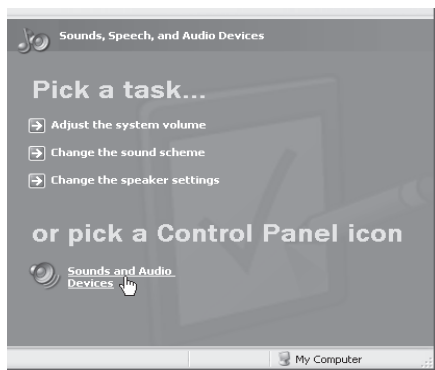 Sounds, Speech, and Audio Devices
Pick a task...
Adjust the system volume
Change the sound scheme
Change the speaker settings
or pick a Control Panel icon
Sounds and Audio
Devices
My Computer